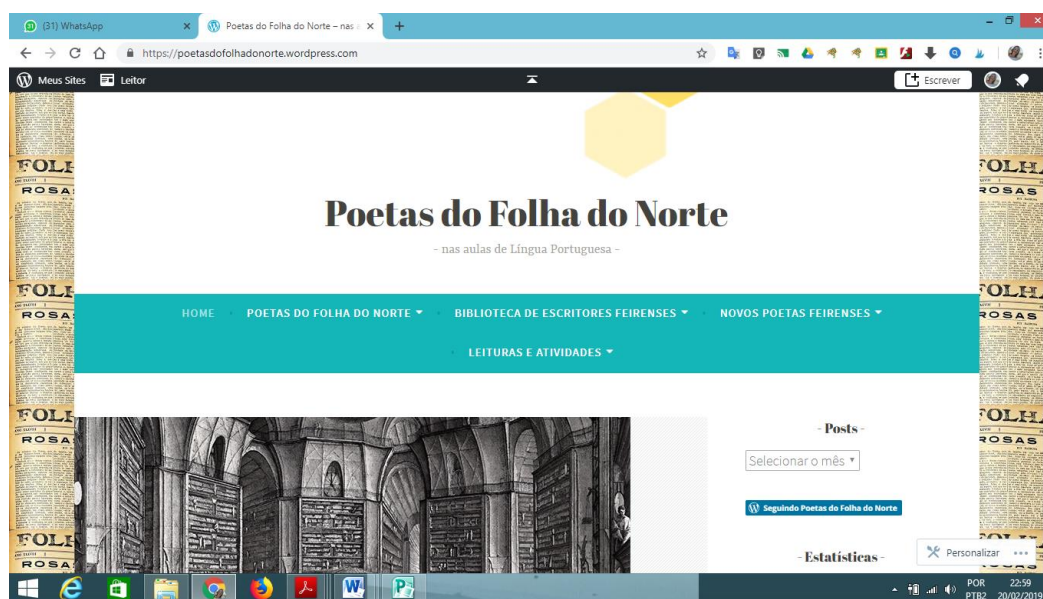 (31) WhatsApp
Poetas do Folha do Norte – nas a
https://poetasdofolhadonorte.wordpress.com
Meus Sites Leitor Escrever
FOLH
ROSAS
Poetas do Folha do Norte
- nas aulas de Língua Portuguesa -
HOME POETAS DO FOLHA DO NORTE BIBLIOTECA DE ESCRITORES FEIRENSES NOVOS POETAS FEIRENSES
LEITURAS E ATIVIDADES
- Posts -
Selecionar o mês
Seguindo Poetas do Folha do Norte
- Estatísticas -
Personalizar
POR 22:59
PTB2 20/02/2019